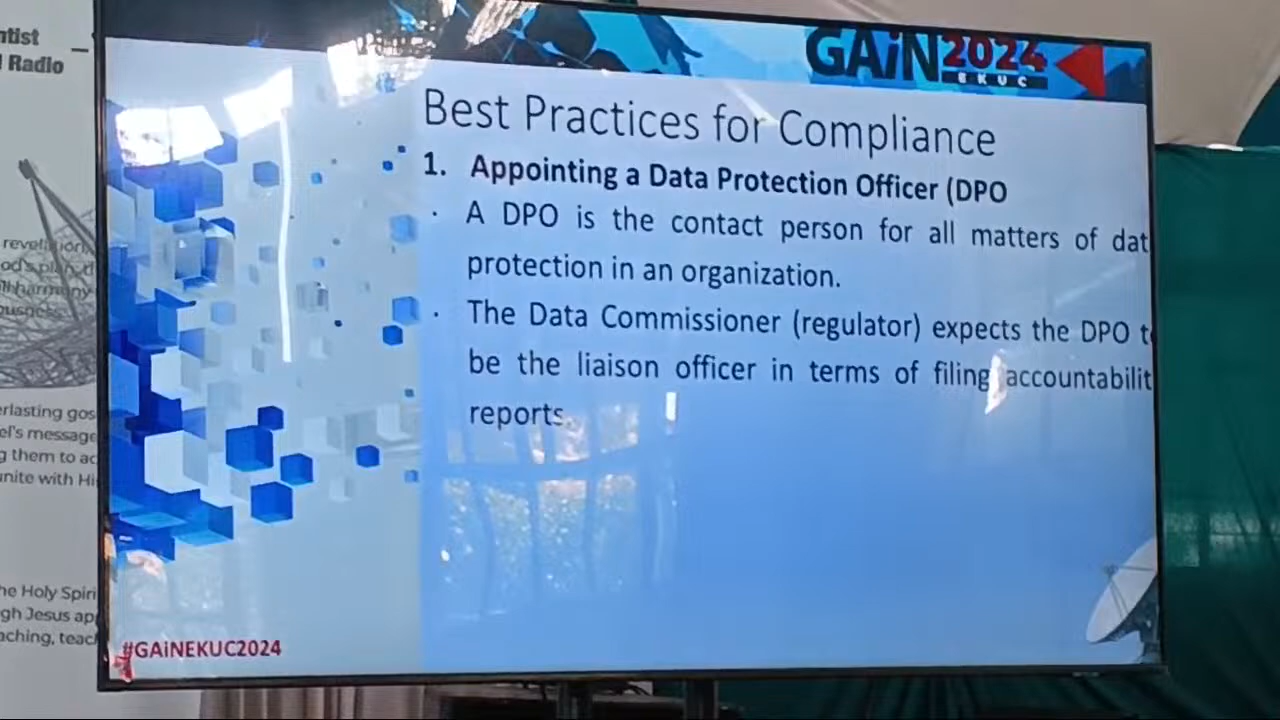 ntist
l Radio
GAiN 2024
EKUC
Best Practices for Compliance
1. Appointing a Data Protection Officer (DPO
· A DPO is the contact person for all matters of dat
protection in an organization.
· The Data Commissioner (regulator) expects the DPO t
be the liaison officer in terms of filing accountabilit
reports.
erlasting gos
el's message
g them to ac
unite with Hi
he Holy Spiri
gh Jesus ap
aching, teach
#GAiNEKUC2024